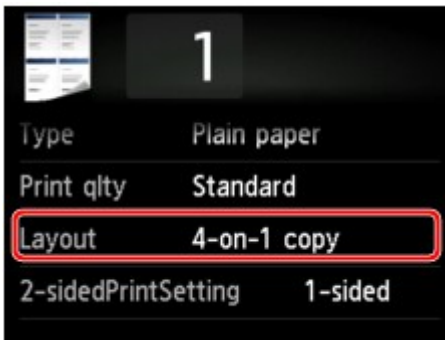 1
Type Plain paper
Print qlty Standard
Layout 4-on-1 copy
2-sidedPrintSetting 1-sided